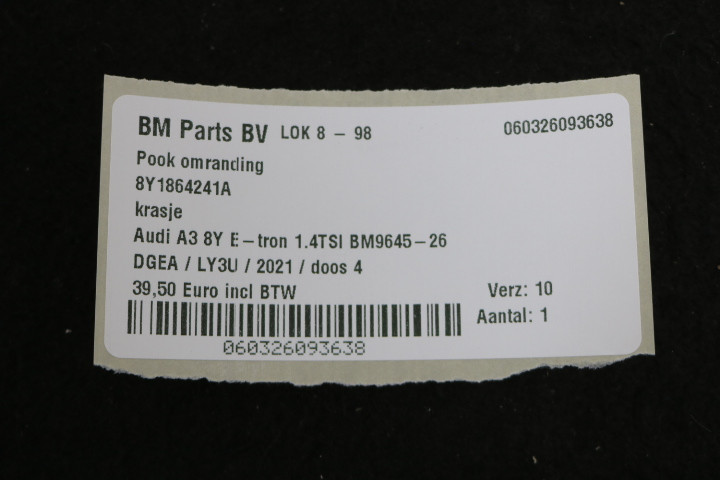 BM Parts BV LOK 8 - 98 060326093638
Pook omranding
8Y1864241A
krasje
Audi A3 8Y E-tron 1.4TSI BM9645-26
DGEA / LY3U / 2021 / doos 4
39,50 Euro incl BTW Verz: 10
Aantal: 1
060326093638